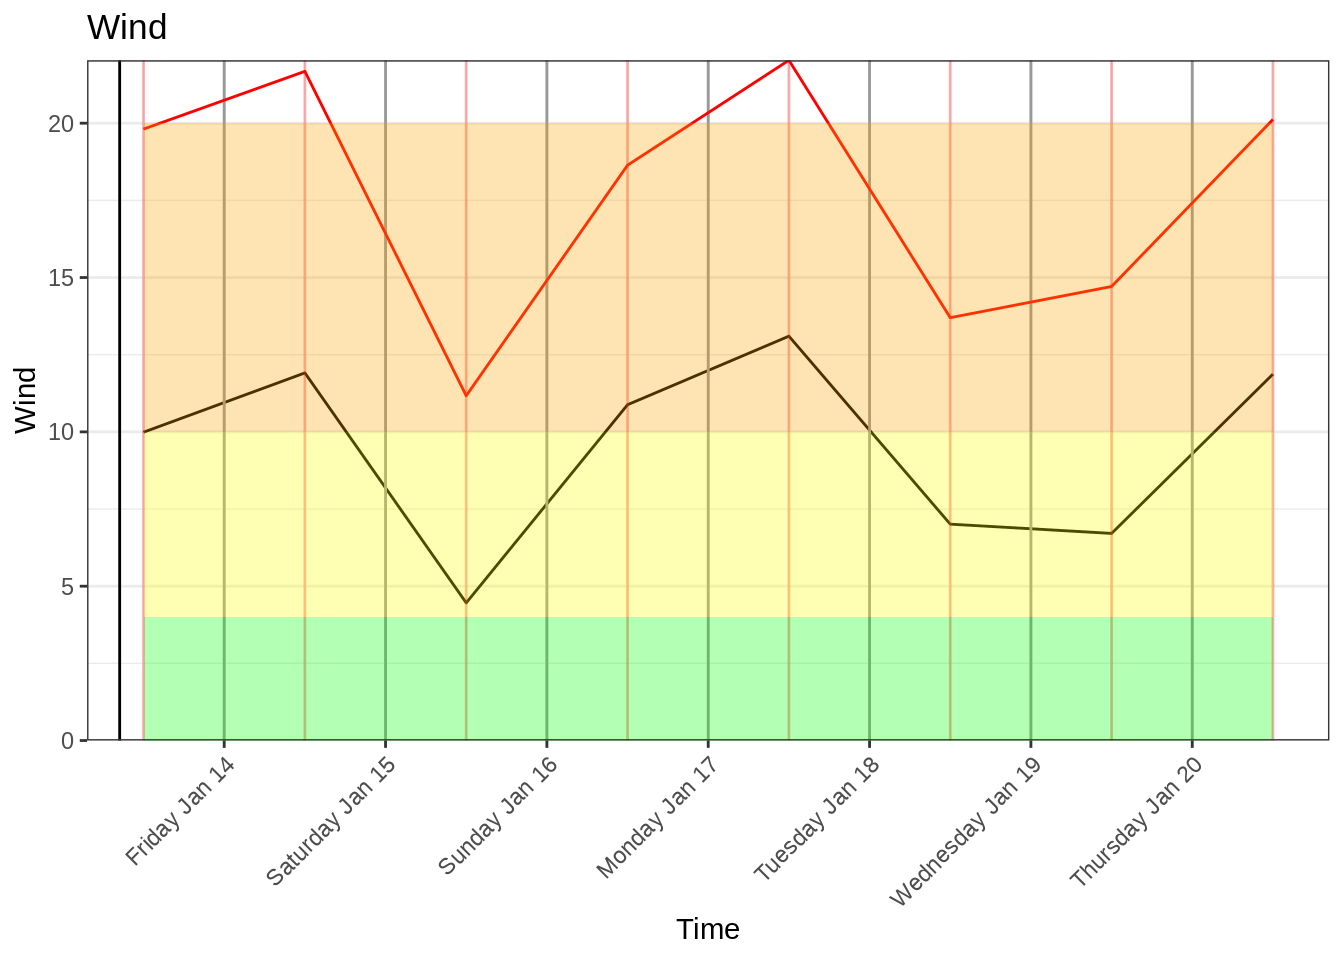 Wind
20
15
10
5
0
Wind
Friday Jan 14
Saturday Jan 15
Sunday Jan 16
Monday Jan 17
Tuesday Jan 18
Wednesday Jan 19
Thursday Jan 20
Time